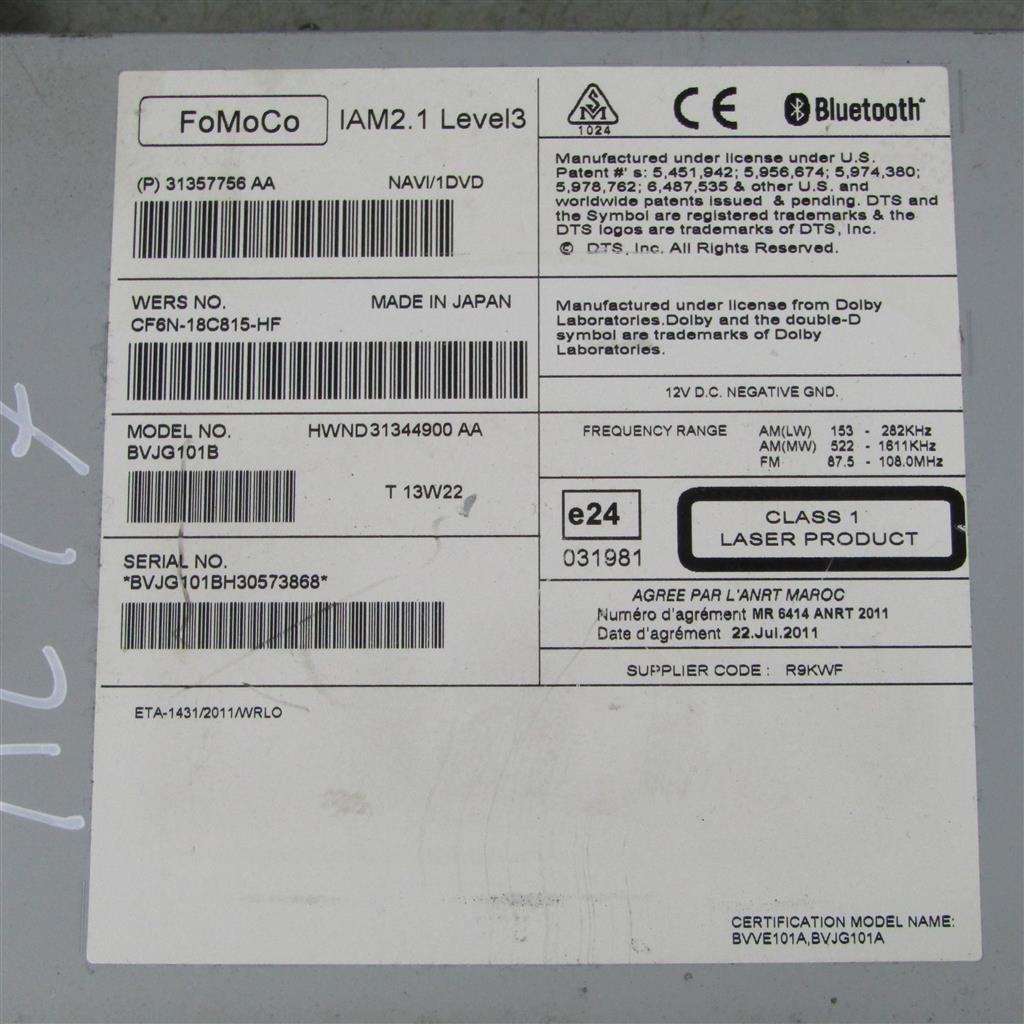 FoMoCo IAM2.1 Level3
(P) 31357756 AA NAVI/1DVD
WERS NO. MADE IN JAPAN
CF6N-18C815-HF
MODEL NO. HWND31344900 AA
BVJG101B
T 13W22
SERIAL NO.
*BVJG101BH30573868*
ETA-1431/2011/WRLO
SM
1024
CE
Bluetooth
Manufactured under license under U.S.
Patent #' s: 5,451,942; 5,956,674; 5,974,380;
5,978,762; 6,487,535 & other U.S. and
worldwide patents issued & pending. DTS and
the Symbol are registered trademarks & the
DTS logos are trademarks of DTS, Inc.
© DTS, Inc. All Rights Reserved.
Manufactured under license from Dolby
Laboratories.Dolby and the double-D
symbol are trademarks of Dolby
Laboratories.
12V D.C. NEGATIVE GND.
FREQUENCY RANGE AM(LW) 153 - 282KHz
AM(MW) 522 - 1611KHz
FM 87.5 - 108.0MHz
e24
031981
CLASS 1
LASER PRODUCT
AGREE PAR L'ANRT MAROC
Numéro d'agrément MR 6414 ANRT 2011
Date d'agrément 22.Jul.2011
SUPPLIER CODE : R9KWF
CERTIFICATION MODEL NAME:
BVVE101A,BVJG101A